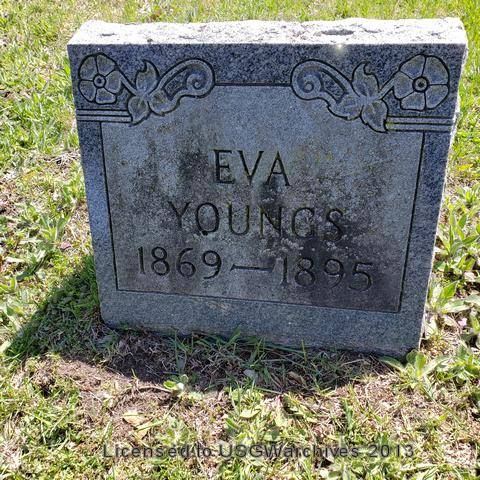 EVA
YOUNGS
1869—1895
Licensed to USGWarchives 2013